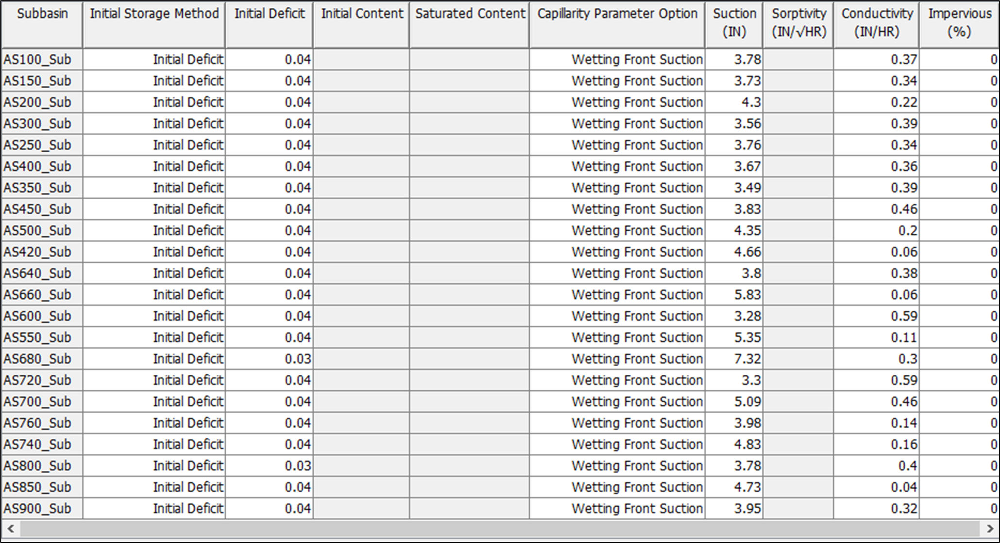 Subbasin Initial Storage Method Initial Deficit Initial Content Saturated Content Capillarity Parameter Option Suction Sorptivity Conductivity Impervious
(IN) (IN/√HR) (IN/HR) (%)
AS100_Sub Initial Deficit 0.04 Wetting Front Suction 3.78 0.37 0
AS150_Sub Initial Deficit 0.04 Wetting Front Suction 3.73 0.34 0
AS200_Sub Initial Deficit 0.04 Wetting Front Suction 4.3 0.22 0
AS300_Sub Initial Deficit 0.04 Wetting Front Suction 3.56 0.39 0
AS250_Sub Initial Deficit 0.04 Wetting Front Suction 3.76 0.34 0
AS400_Sub Initial Deficit 0.04 Wetting Front Suction 3.67 0.36 0
AS350_Sub Initial Deficit 0.04 Wetting Front Suction 3.49 0.39 0
AS450_Sub Initial Deficit 0.04 Wetting Front Suction 3.83 0.46 0
AS500_Sub Initial Deficit 0.04 Wetting Front Suction 4.35 0.2 0
AS420_Sub Initial Deficit 0.04 Wetting Front Suction 4.66 0.06 0
AS640_Sub Initial Deficit 0.04 Wetting Front Suction 3.8 0.38 0
AS660_Sub Initial Deficit 0.04 Wetting Front Suction 5.83 0.06 0
AS600_Sub Initial Deficit 0.04 Wetting Front Suction 3.28 0.59 0
AS550_Sub Initial Deficit 0.04 Wetting Front Suction 5.35 0.11 0
AS680_Sub Initial Deficit 0.03 Wetting Front Suction 7.32 0.3 0
AS720_Sub Initial Deficit 0.04 Wetting Front Suction 3.3 0.59 0
AS700_Sub Initial Deficit 0.04 Wetting Front Suction 5.09 0.46 0
AS760_Sub Initial Deficit 0.04 Wetting Front Suction 3.98 0.14 0
AS740_Sub Initial Deficit 0.04 Wetting Front Suction 4.83 0.16 0
AS800_Sub Initial Deficit 0.03 Wetting Front Suction 3.78 0.4 0
AS850_Sub Initial Deficit 0.04 Wetting Front Suction 4.73 0.04 0
AS900_Sub Initial Deficit 0.04 Wetting Front Suction 3.95 0.32 0